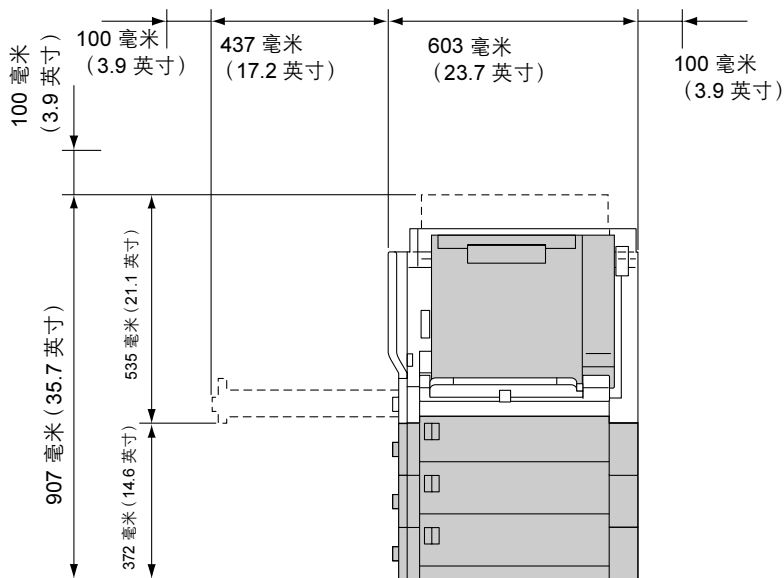 100 毫米
(3.9 英寸)
437 毫米
(17.2 英寸)
603 毫米
(23.7 英寸)
100 毫米
(3.9 英寸)
100 毫米
(3.9 英寸)
907 毫米 (35.7 英寸)
535 毫米 (21.1 英寸)
372 毫米 (14.6 英寸)